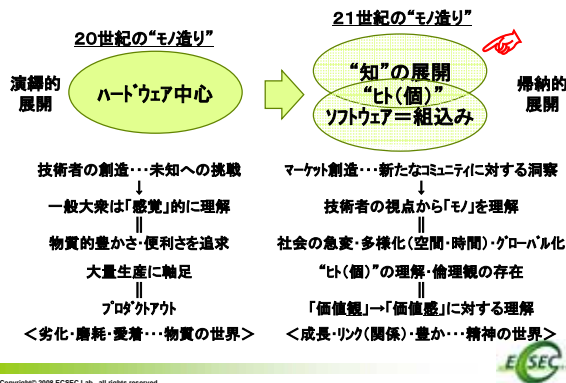 20世紀の“モノ造り”
演繹的
展開
ハードウェア中心
技術者の創造･･･未知への挑戦
↓
一般大衆は「感覚」的に理解
||
物質的豊かさ・便利さを追求
大量生産に軸足
||
プロダクトアウト
＜劣化・磨耗・愛着･･･物質の世界＞
21世紀の“モノ造り”
“知”の展開
“ヒト（個）”
ソフトウェア＝組込み
帰納的
展開
マーケット創造･･･新たなコミュニティに対する洞察
↓
技術者の視点から「モノ」を理解
||
社会の急変・多様化（空間・時間）・グローバル化
“ヒト（個）”の理解・倫理観の存在
||
「価値観」→「価値感」に対する理解
＜成長・リンク（関係）・豊か･･･精神の世界＞
Copyright© 2008 ECSEC Lab., all rights reserved.
ECSEC